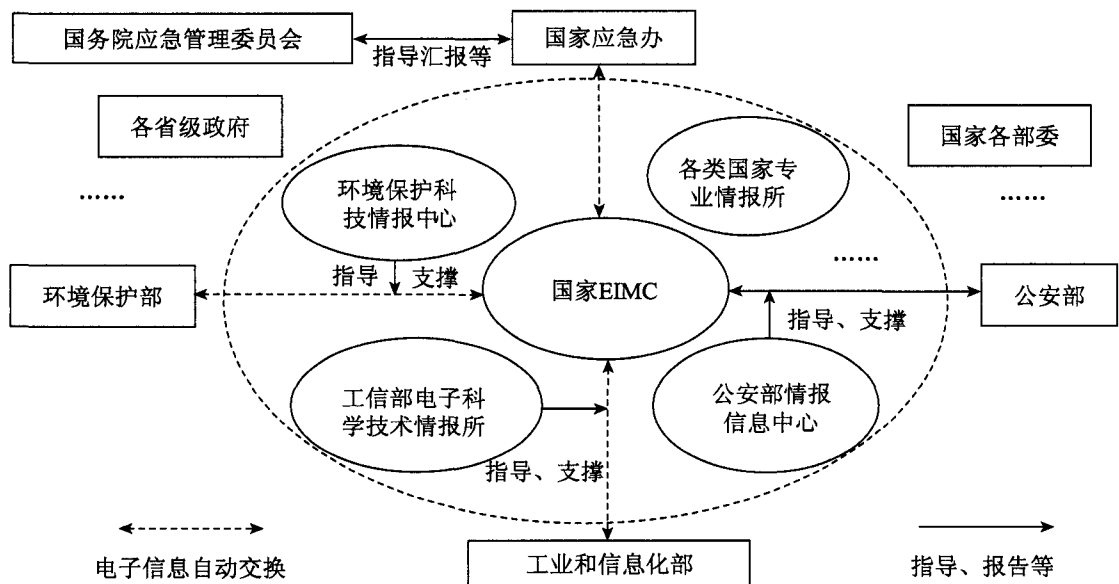 国务院应急管理委员会
指导汇报等
国家应急办
各省级政府
国家各部委
……
……
环境保护科
技情报中心
各类国家专
业情报所
……
指导
支撑
环境保护部
国家EIMC
公安部
指导、支撑
工信部电子科
学技术情报所
公安部情报
信息中心
指导、支撑
电子信息自动交换
工业和信息化部
指导、报告等